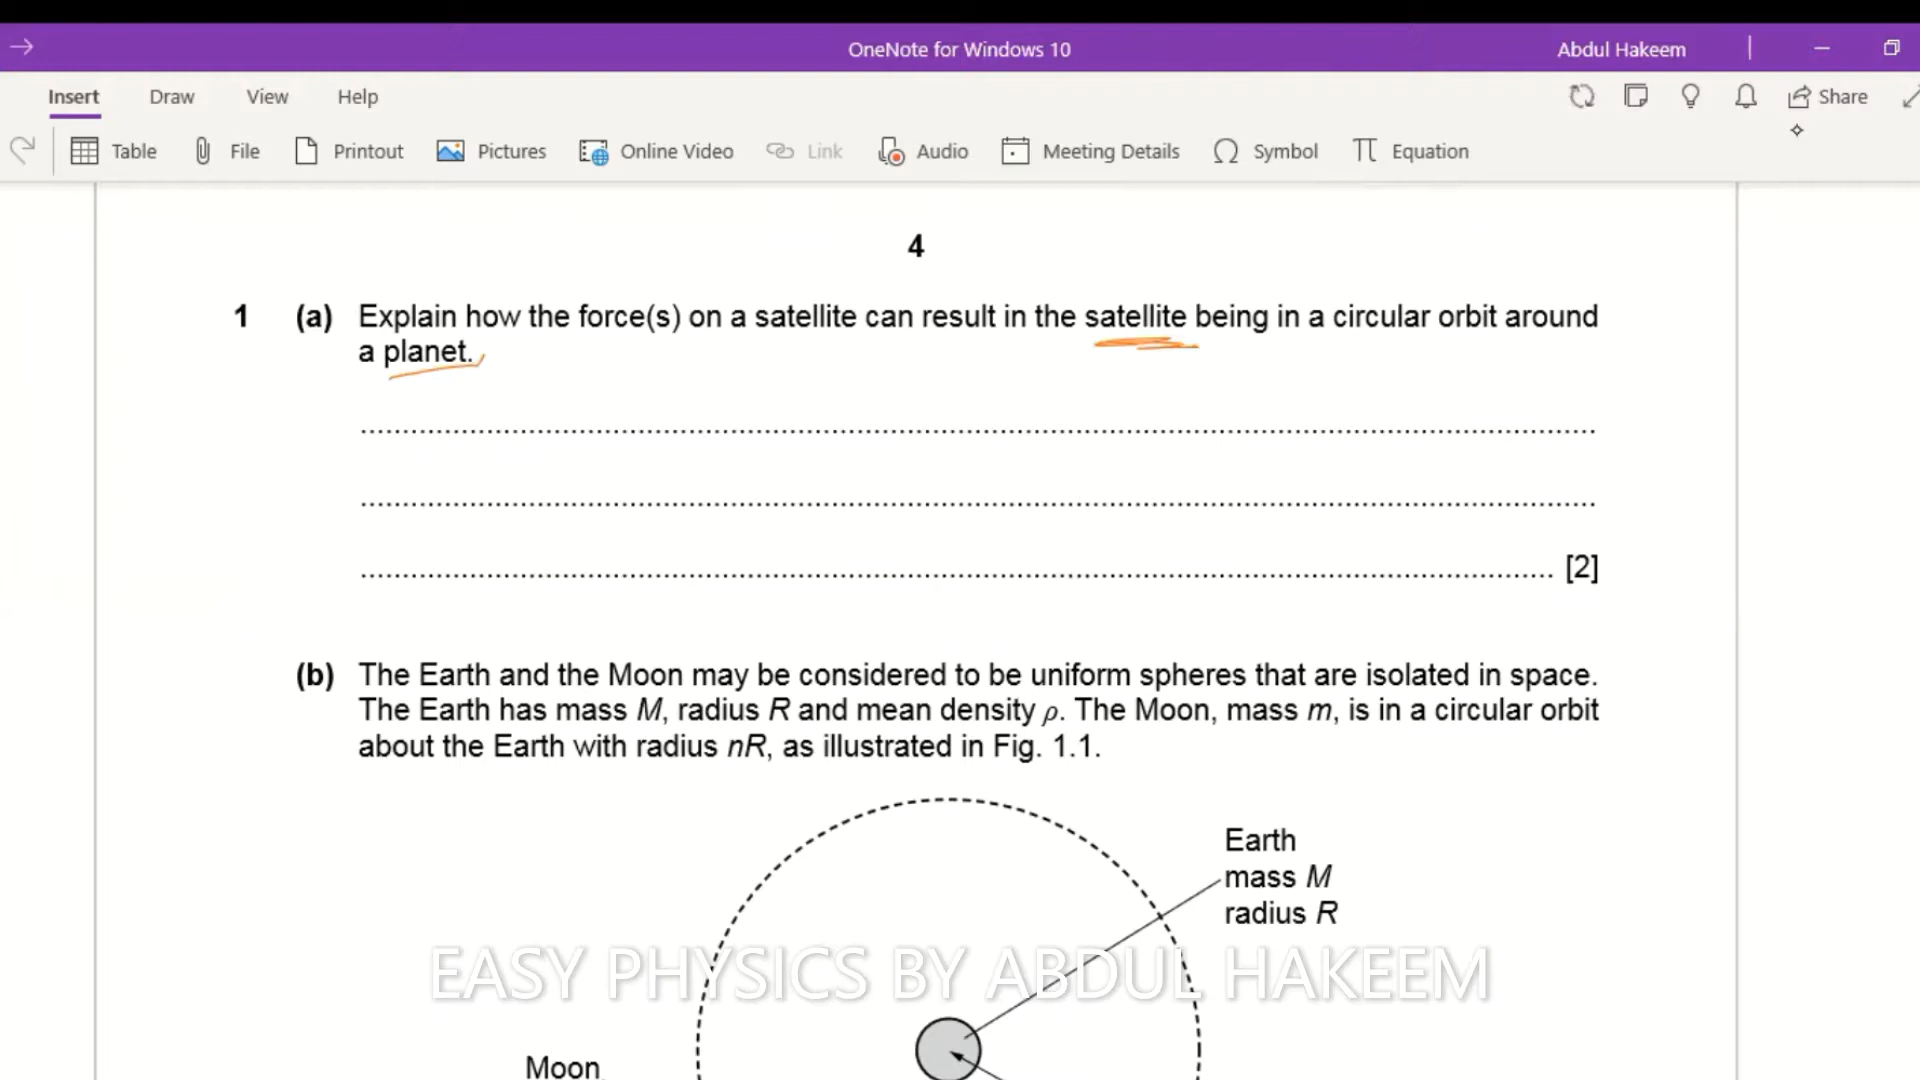 OneNote for Windows 10
Abdul Hakeem
Insert
Draw
View
Help
Share
Table
File
Printout
Pictures
Online Video
Link
Audio
Meeting Details
Symbol
Equation
4
1 (a) Explain how the force(s) on a satellite can result in the satellite being in a circular orbit around
a planet.
[2]
(b) The Earth and the Moon may be considered to be uniform spheres that are isolated in space.
The Earth has mass M, radius R and mean density ρ. The Moon, mass m, is in a circular orbit
about the Earth with radius nR, as illustrated in Fig. 1.1.
Earth
mass M
radius R
EASY PHYSICS BY ABDUL HAKEEM
Moon